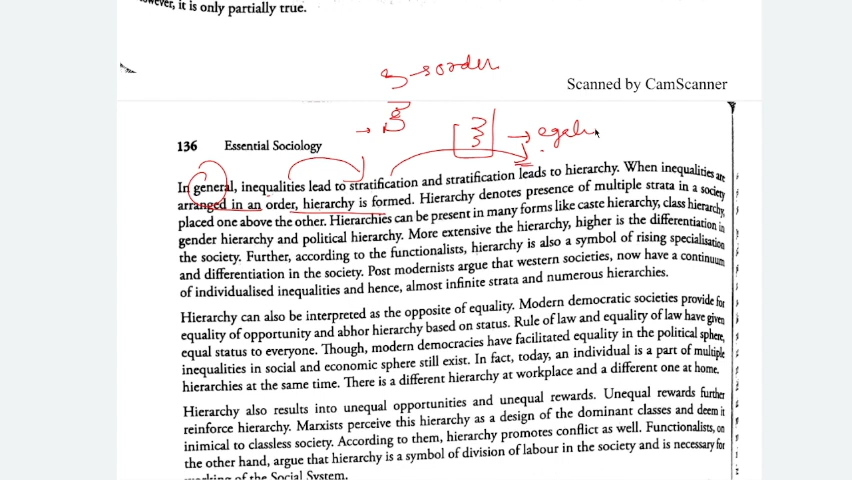 However, it is only partially true.
order
Scanned by CamScanner
136 Essential Sociology
In general, inequalities lead to stratification and stratification leads to hierarchy. When inequalities are
arranged in an order, hierarchy is formed. Hierarchy denotes presence of multiple strata in a society
placed one above the other. Hierarchies can be present in many forms like caste hierarchy, class hierarchy,
gender hierarchy and political hierarchy. More extensive the hierarchy, higher is the differentiation in
the society. Further, according to the functionalists, hierarchy is also a symbol of rising specialisation
and differentiation in the society. Post modernists argue that western societies, now have a continuum
of individualised inequalities and hence, almost infinite strata and numerous hierarchies.
Hierarchy can also be interpreted as the opposite of equality. Modern democratic societies provide for
equality of opportunity and abhor hierarchy based on status. Rule of law and equality of law have given
equal status to everyone. Though, modern democracies have facilitated equality in the political sphere,
inequalities in social and economic sphere still exist. In fact, today, an individual is a part of multiple
hierarchies at the same time. There is a different hierarchy at workplace and a different one at home.
Hierarchy also results into unequal opportunities and unequal rewards. Unequal rewards further
reinforce hierarchy. Marxists perceive this hierarchy as a design of the dominant classes and deem it
inimical to classless society. According to them, hierarchy promotes conflict as well. Functionalists, on
the other hand, argue that hierarchy is a symbol of division of labour in the society and is necessary for
working of the Social System.